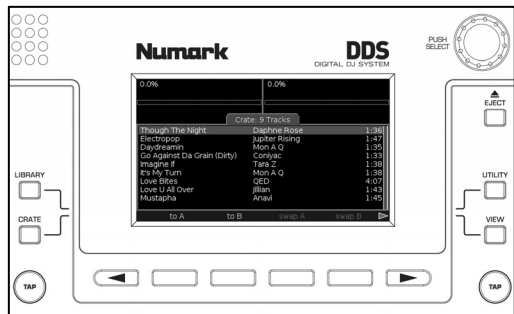 Numark
DDS
DIGITAL DJ SYSTEM
PUSH
SELECT
EJECT
0.0%
0.0%
Crate: 9 Tracks
Though The Night Daphne Rose 1:36
Electropop Jupiter Rising 1:47
Daydreamin Mon A Q 1:35
Go Against Da Grain (Dirty) Coniyac 1:33
Imagine If Tara Z 1:38
It's My Turn Mon A Q 1:38
Love Bites QED 4:07
Love U All Over Jillian 1:43
Mustapha Anavi 1:45
to A to B swap A swap B
LIBRARY
CRATE
UTILITY
VIEW
TAP
TAP